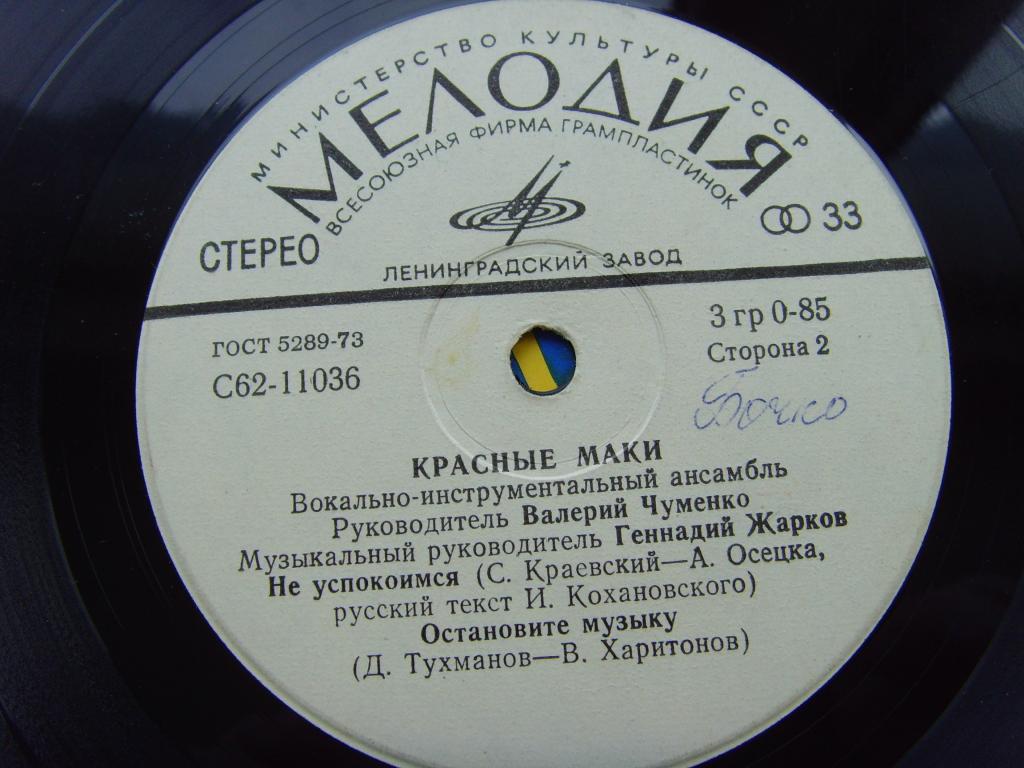 МИНИСТЕРСТВО КУЛЬТУРЫ СССР
МЕЛОДИЯ
ВСЕСОЮЗНАЯ ФИРМА ГРАМПЛАСТИНОК
СТЕРЕО
33
ЛЕНИНГРАДСКИЙ ЗАВОД
ГОСТ 5289-73
С62-11036
3 гр 0-85
Сторона 2
КРАСНЫЕ МАКИ
Вокально-инструментальный ансамбль
Руководитель Валерий Чуменко
Музыкальный руководитель Геннадий Жарков
Не успокоимся (С. Краевский—А. Осецка,
русский текст И. Кохановского)
Остановите музыку
(Д. Тухманов—В. Харитонов)